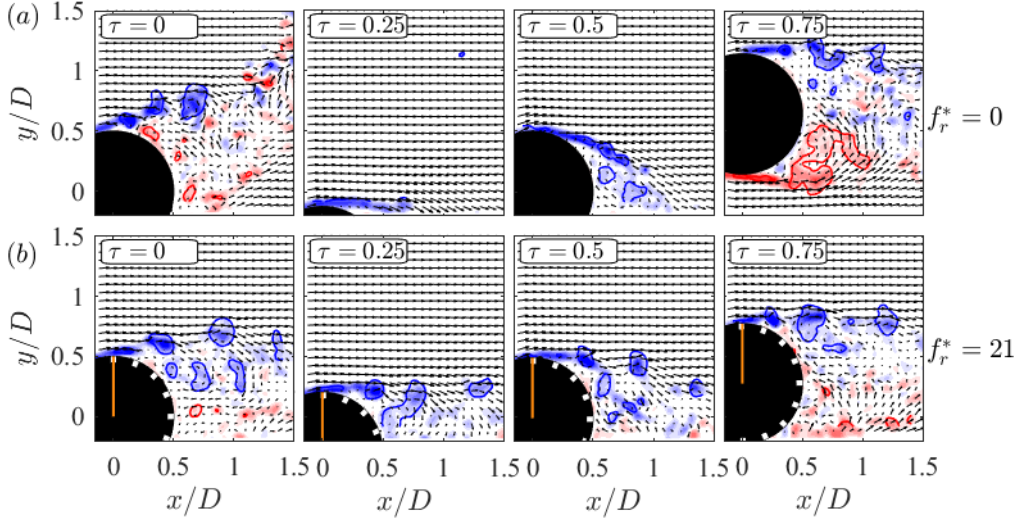 (a)
τ = 0
τ = 0.25
τ = 0.5
τ = 0.75
1.5
1
0.5
0
y/D
f_r^* = 0
(b)
τ = 0
τ = 0.25
τ = 0.5
τ = 0.75
1.5
1
0.5
0
y/D
f_r^* = 21
0 0.5 1 1.5 0 0.5 1 1.5 0 0.5 1 1.5 0 0.5 1 1.5
x/D x/D x/D x/D